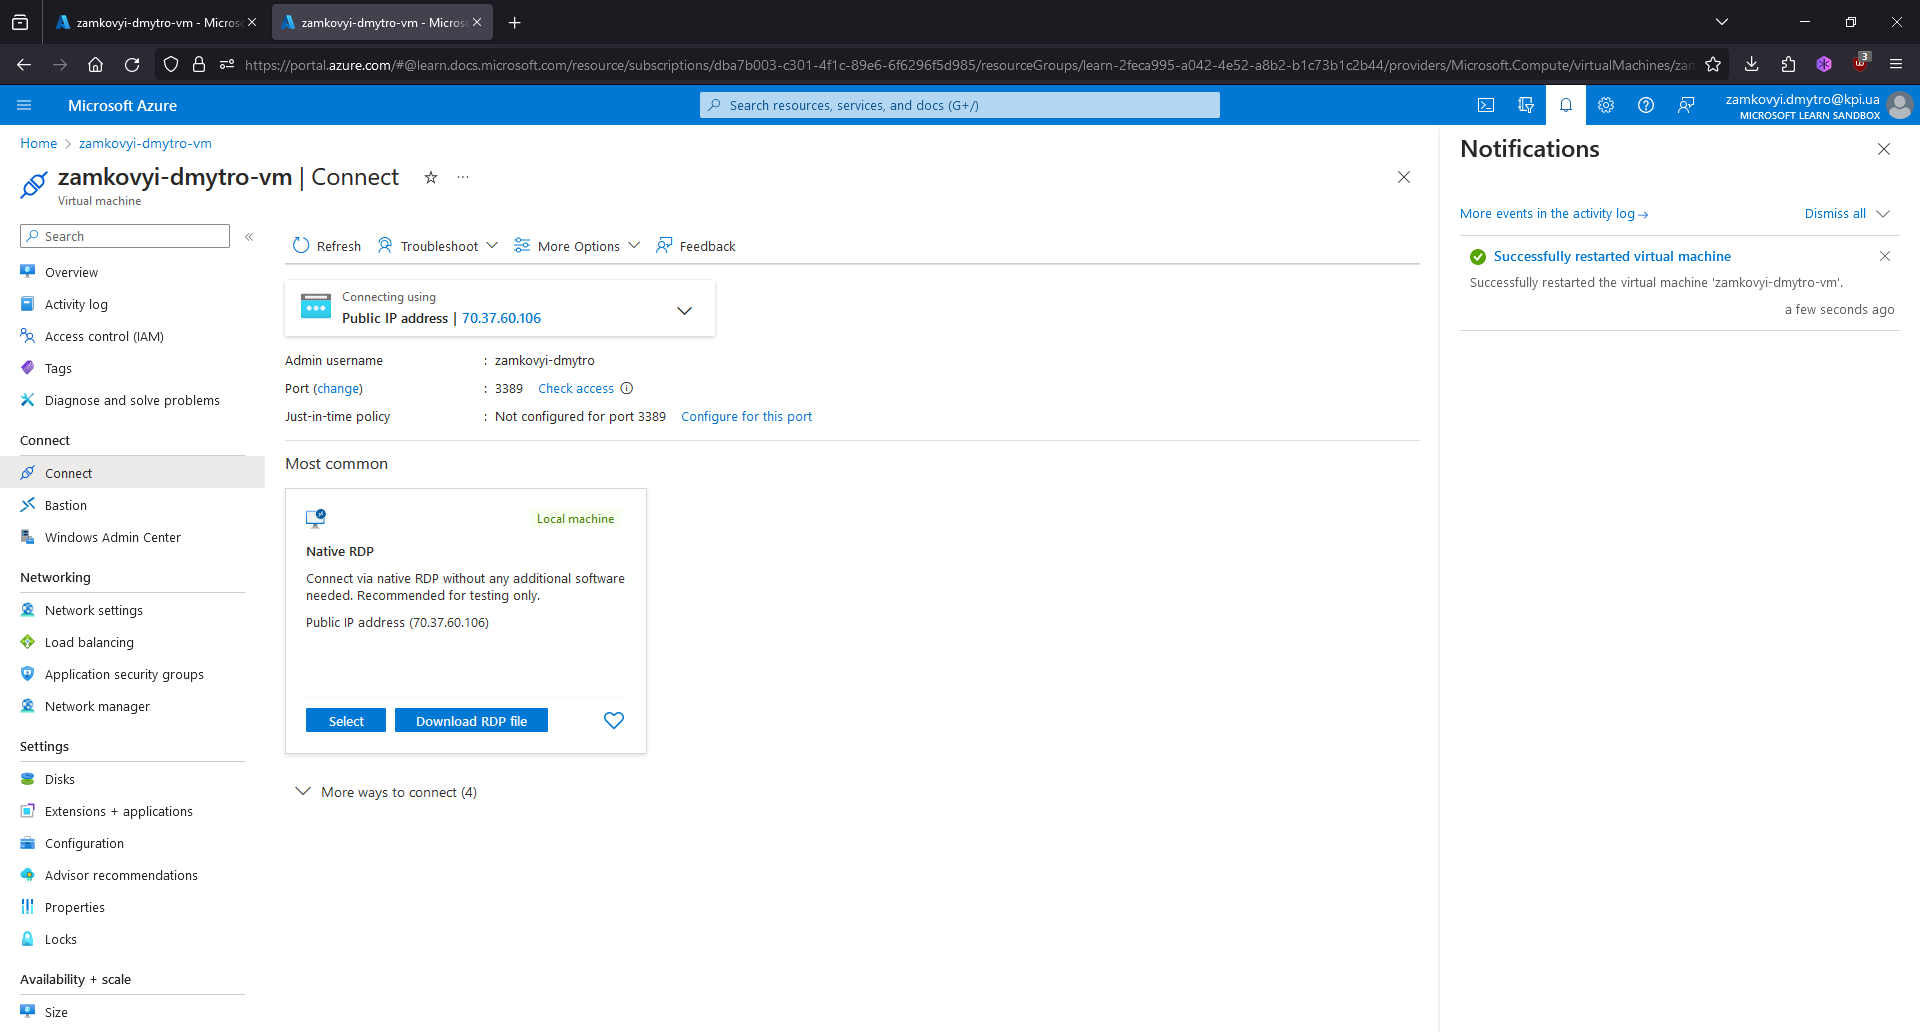 zamkovyi-dmytro-vm - Micros
zamkovyi-dmytro-vm - Micros
https://portal.azure.com/#@learn.docs.microsoft.com/resource/subscriptions/dba7b003-c301-4f1c-89e6-6f6296f5d985/resourceGroups/learn-2feca995-a042-4e52-a8b2-b1c73b1c2b44/providers/Microsoft.Compute/virtualMachines/zam
3
Microsoft Azure
Search resources, services, and docs (G+/)
zamkovyi.dmytro@kpi.ua
MICROSOFT LEARN SANDBOX
Home > zamkovyi-dmytro-vm
zamkovyi-dmytro-vm | Connect
Virtual machine
Search
Overview
Activity log
Access control (IAM)
Tags
Diagnose and solve problems
Connect
Connect
Bastion
Windows Admin Center
Networking
Network settings
Load balancing
Application security groups
Network manager
Settings
Disks
Extensions + applications
Configuration
Advisor recommendations
Properties
Locks
Availability + scale
Size
Refresh
Troubleshoot
More Options
Feedback
Connecting using
Public IP address | 70.37.60.106
Admin username : zamkovyi-dmytro
Port (change) : 3389 Check access
Just-in-time policy : Not configured for port 3389 Configure for this port
Most common
Local machine
Native RDP
Connect via native RDP without any additional software
needed. Recommended for testing only.
Public IP address (70.37.60.106)
Select
Download RDP file
More ways to connect (4)
Notifications
More events in the activity log →
Dismiss all
Successfully restarted virtual machine
Successfully restarted the virtual machine 'zamkovyi-dmytro-vm'.
a few seconds ago